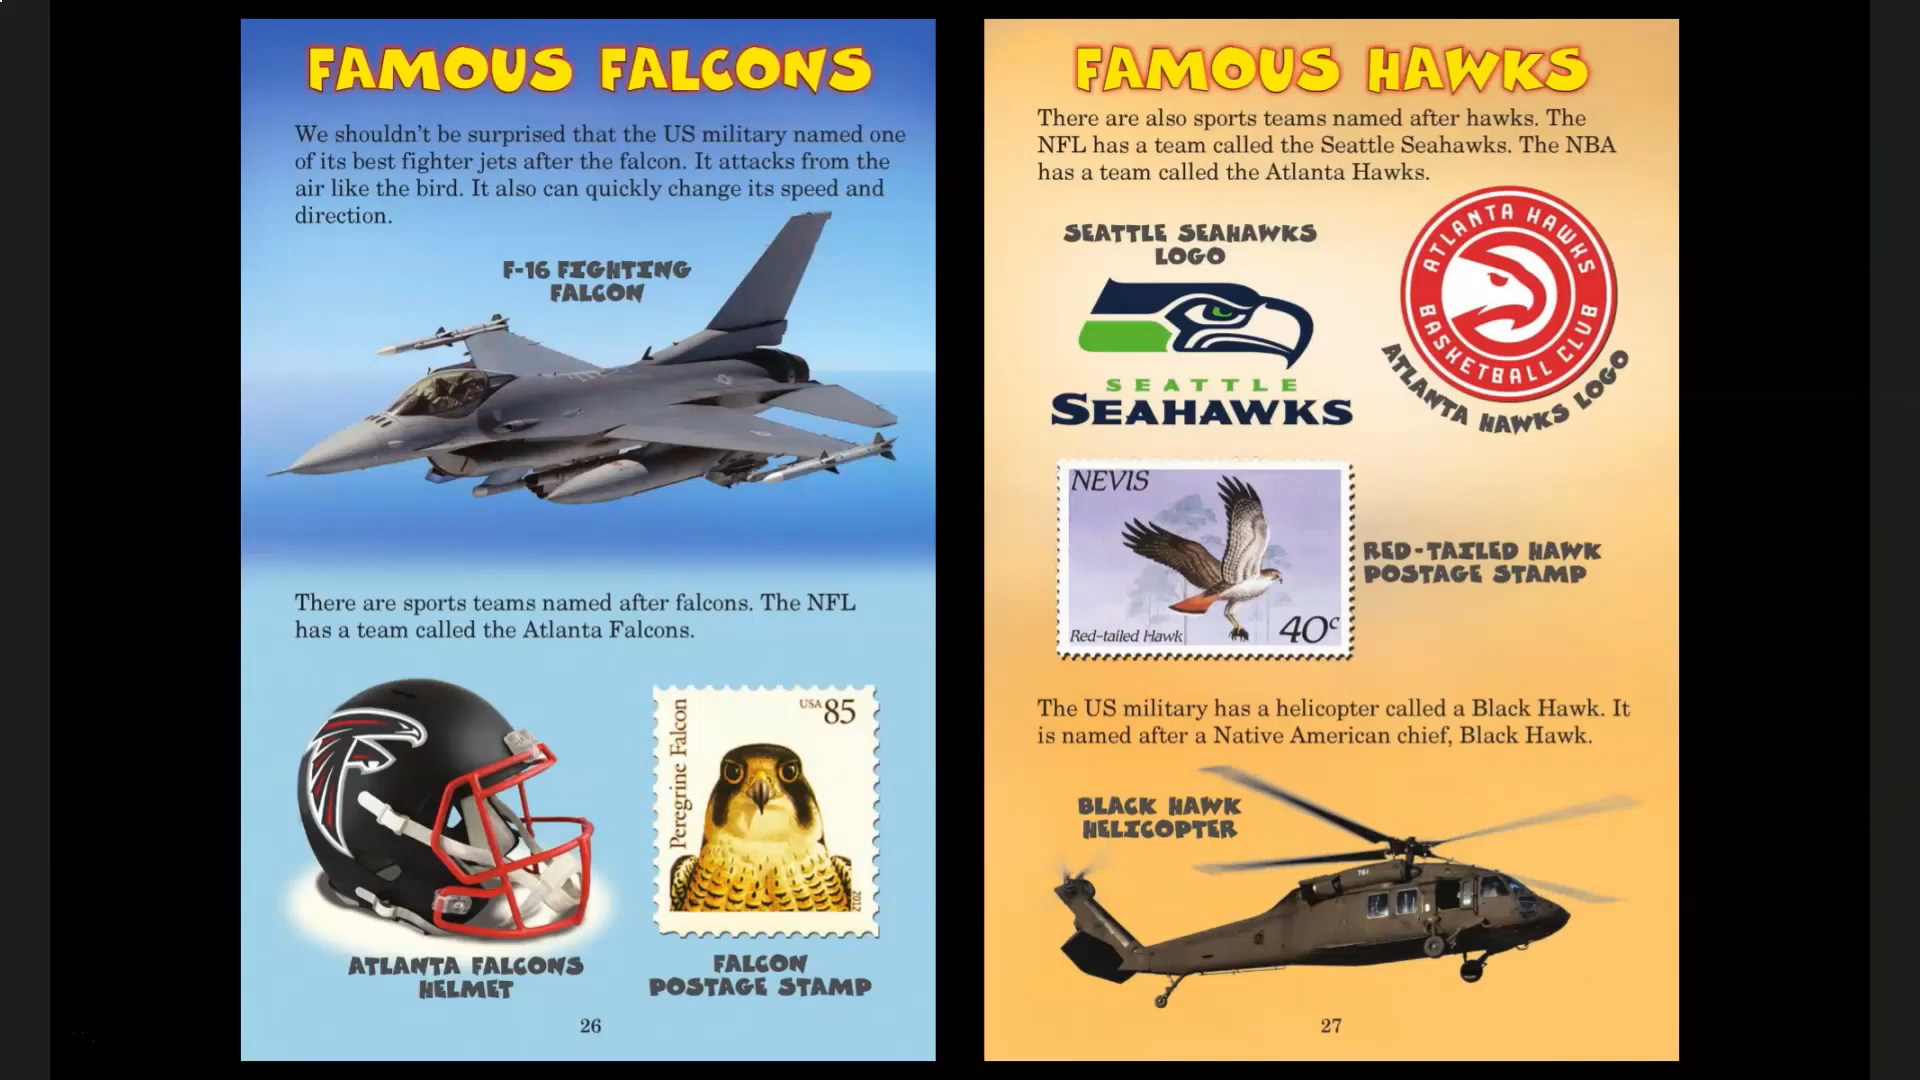 FAMOUS FALCONS
We shouldn't be surprised that the US military named one
of its best fighter jets after the falcon. It attacks from the
air like the bird. It also can quickly change its speed and
direction.
F-16 FIGHTING
FALCON
There are sports teams named after falcons. The NFL
has a team called the Atlanta Falcons.
ATLANTA FALCONS
HELMET
USA 85
Peregrine Falcon
2012
FALCON
POSTAGE STAMP
26
FAMOUS HAWKS
There are also sports teams named after hawks. The
NFL has a team called the Seattle Seahawks. The NBA
has a team called the Atlanta Hawks.
SEATTLE SEAHAWKS
LOGO
SEATTLE
SEAHAWKS
ATLANTA HAWKS
BASKETBALL CLUB
ATLANTA HAWKS LOGO
NEVIS
Red-tailed Hawk
40c
RED-TAILED HAWK
POSTAGE STAMP
The US military has a helicopter called a Black Hawk. It
is named after a Native American chief, Black Hawk.
BLACK HAWK
HELICOPTER
761
27